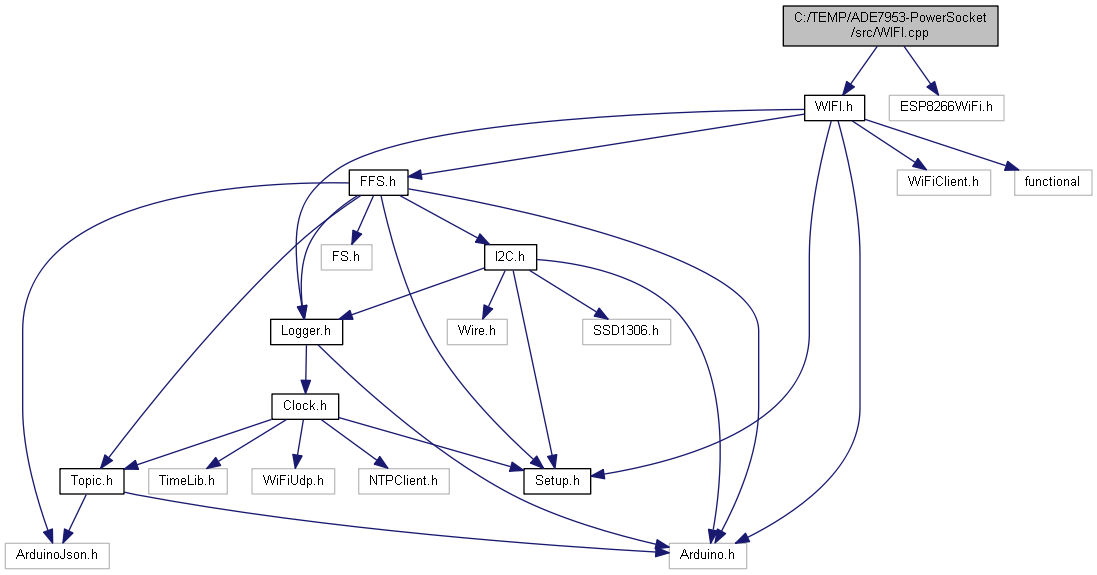 C:/TEMP/ADE7953-PowerSocket
/src/WIFI.cpp
WIFI.h
ESP8266WiFi.h
FFS.h
WiFiClient.h
functional
FS.h
I2C.h
Logger.h
Wire.h
SSD1306.h
Clock.h
Topic.h
TimeLib.h
WiFiUdp.h
NTPClient.h
Setup.h
ArduinoJson.h
Arduino.h